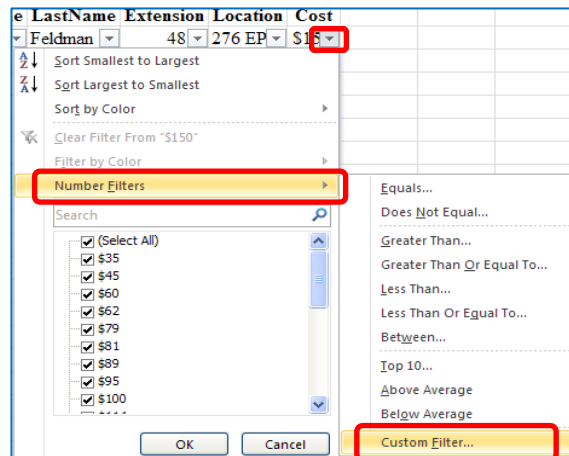 e LastName Extension Location Cost
Feldman 48 276 EP $15
Sort Smallest to Largest
Sort Largest to Smallest
Sort by Color
Clear Filter From "$150"
Filter by Color
Number Filters
Search
(Select All)
$35
$45
$60
$62
$79
$81
$89
$95
$100
OK Cancel
Equals...
Does Not Equal...
Greater Than...
Greater Than Or Equal To...
Less Than...
Less Than Or Equal To...
Between...
Top 10...
Above Average
Below Average
Custom Filter...